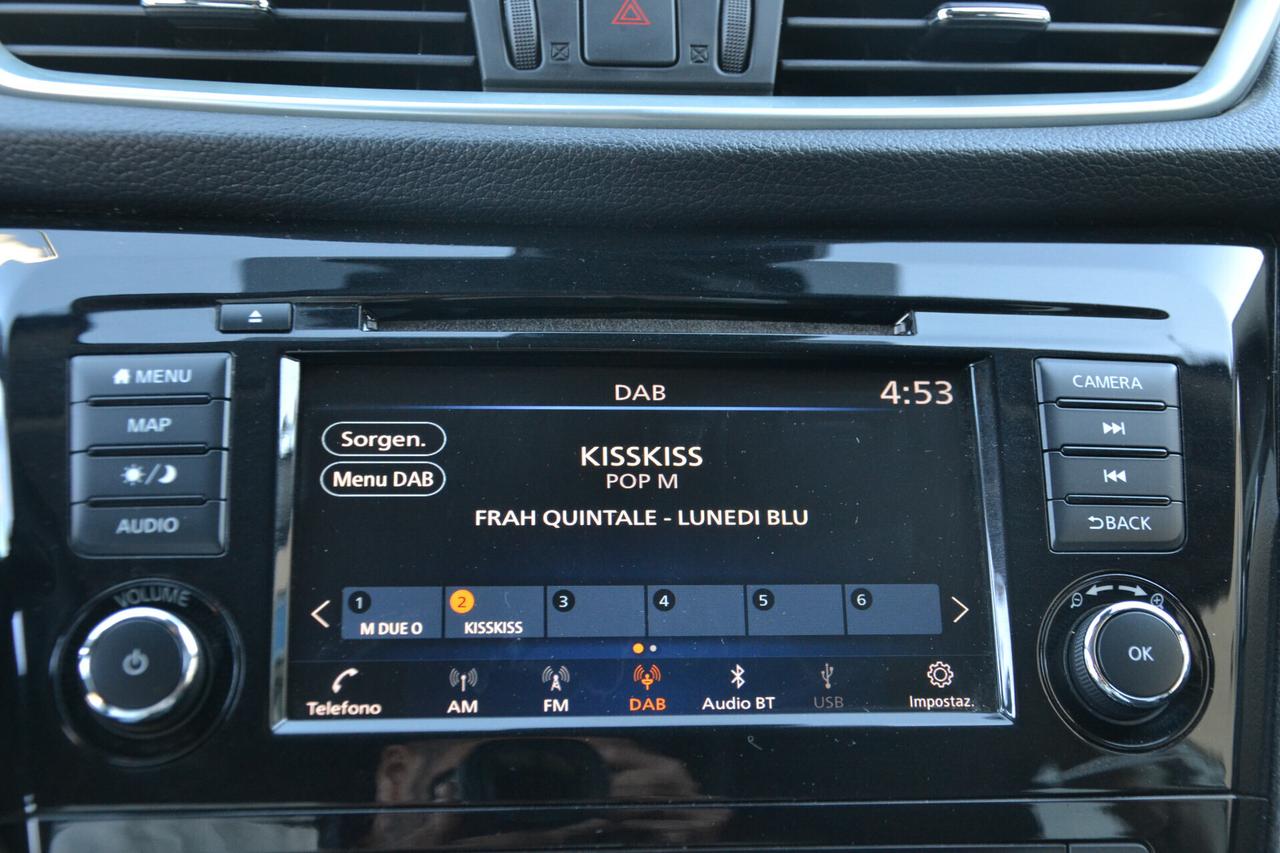 MENU
MAP
AUDIO
VOLUME
DAB
4:53
Sorgen.
Menu DAB
KISSKISS
POP M
FRAH QUINTALE - LUNEDI BLU
1
M DUE O
2
KISSKISS
3
4
5
6
Telefono
AM
FM
DAB
Audio BT
USB
Impostaz.
CAMERA
BACK
OK